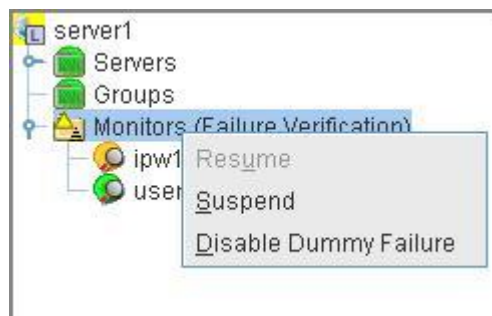 server1
Servers
Groups
Monitors (Failure Verification)
ipw1
user
Resume
Suspend
Disable Dummy Failure